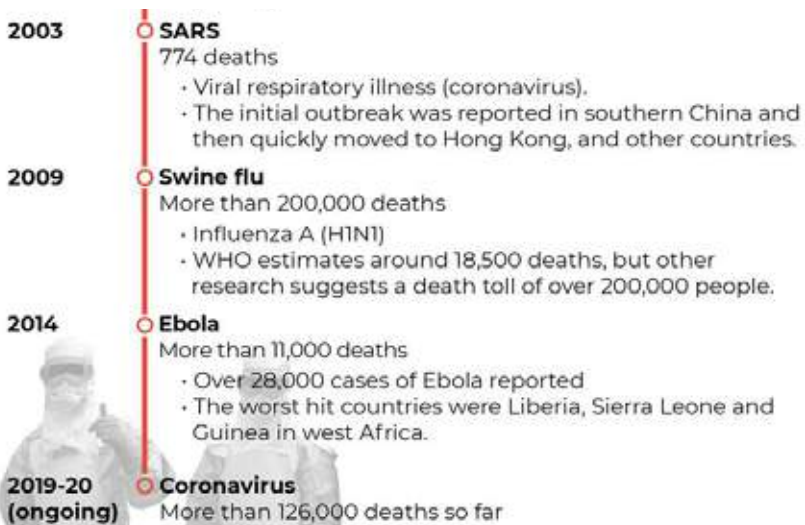 2003 SARS
774 deaths
• Viral respiratory illness (coronavirus).
• The initial outbreak was reported in southern China and
then quickly moved to Hong Kong, and other countries.
2009 Swine flu
More than 200,000 deaths
• Influenza A (H1N1)
• WHO estimates around 18,500 deaths, but other
research suggests a death toll of over 200,000 people.
2014 Ebola
More than 11,000 deaths
• Over 28,000 cases of Ebola reported
• The worst hit countries were Liberia, Sierra Leone and
Guinea in west Africa.
2019-20 Coronavirus
(ongoing) More than 126,000 deaths so far